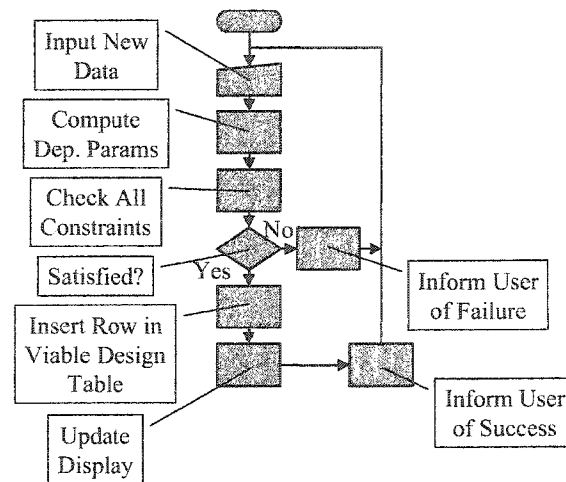 Input New
Data
Compute
Dep. Params
Check All
Constraints
No
Satisfied?
Yes
Inform User
of Failure
Insert Row in
Viable Design
Table
Inform User
of Success
Update
Display